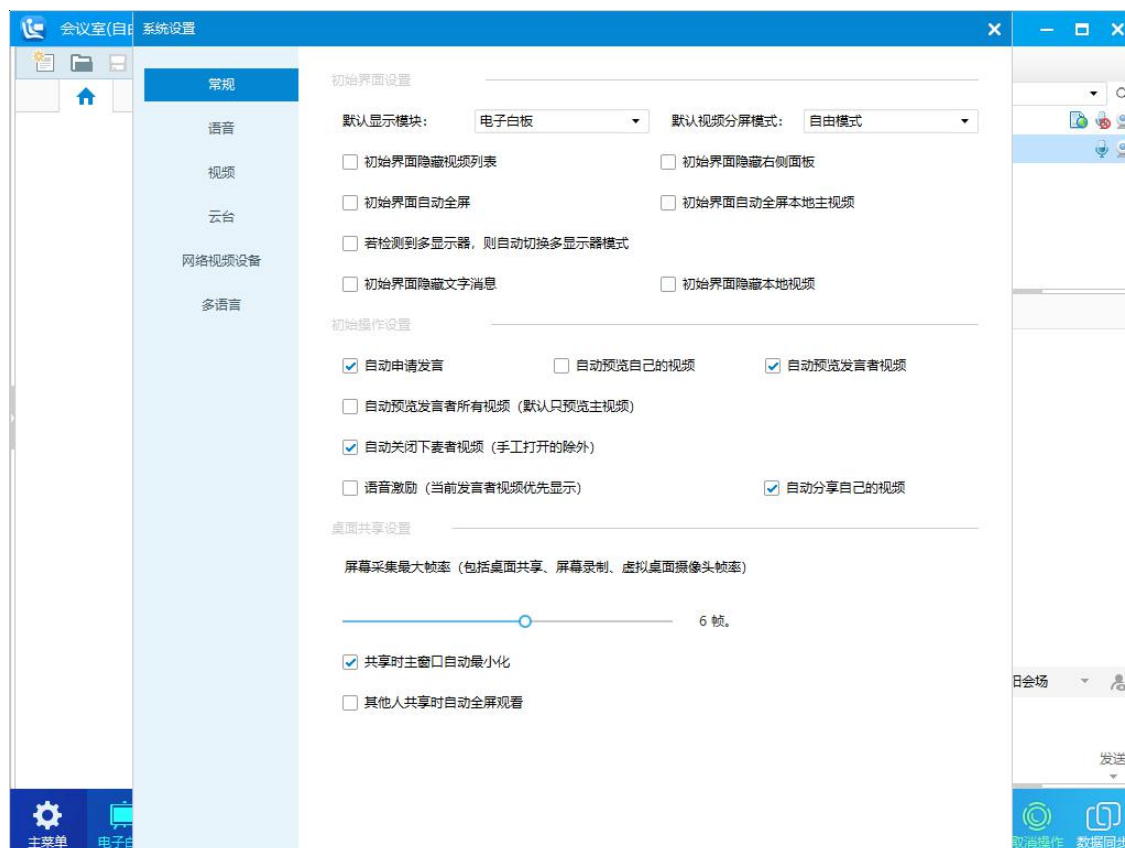 会议室(自由
系统设置
常规
语音
视频
云台
网络视频设备
多语言
初始界面设置
默认显示模块： 电子白板 默认视频分屏模式： 自由模式
初始界面隐藏视频列表 初始界面隐藏右侧面板
初始界面自动全屏 初始界面自动全屏本地主视频
若检测到多显示器，则自动切换多显示器模式
初始界面隐藏文字消息 初始界面隐藏本地视频
初始操作设置
自动申请发言 自动预览自己的视频 自动预览发言者视频
自动预览发言者所有视频（默认只预览主视频）
自动关闭下麦者视频（手工打开的除外）
语音激励（当前发言者视频优先显示） 自动分享自己的视频
桌面共享设置
屏幕采集最大帧率（包括桌面共享、屏幕录制、虚拟桌面摄像头帧率）
6 帧。
共享时主窗口自动最小化
其他人共享时自动全屏观看
会场
发送
主菜单 电子白 取消操作 数据同步